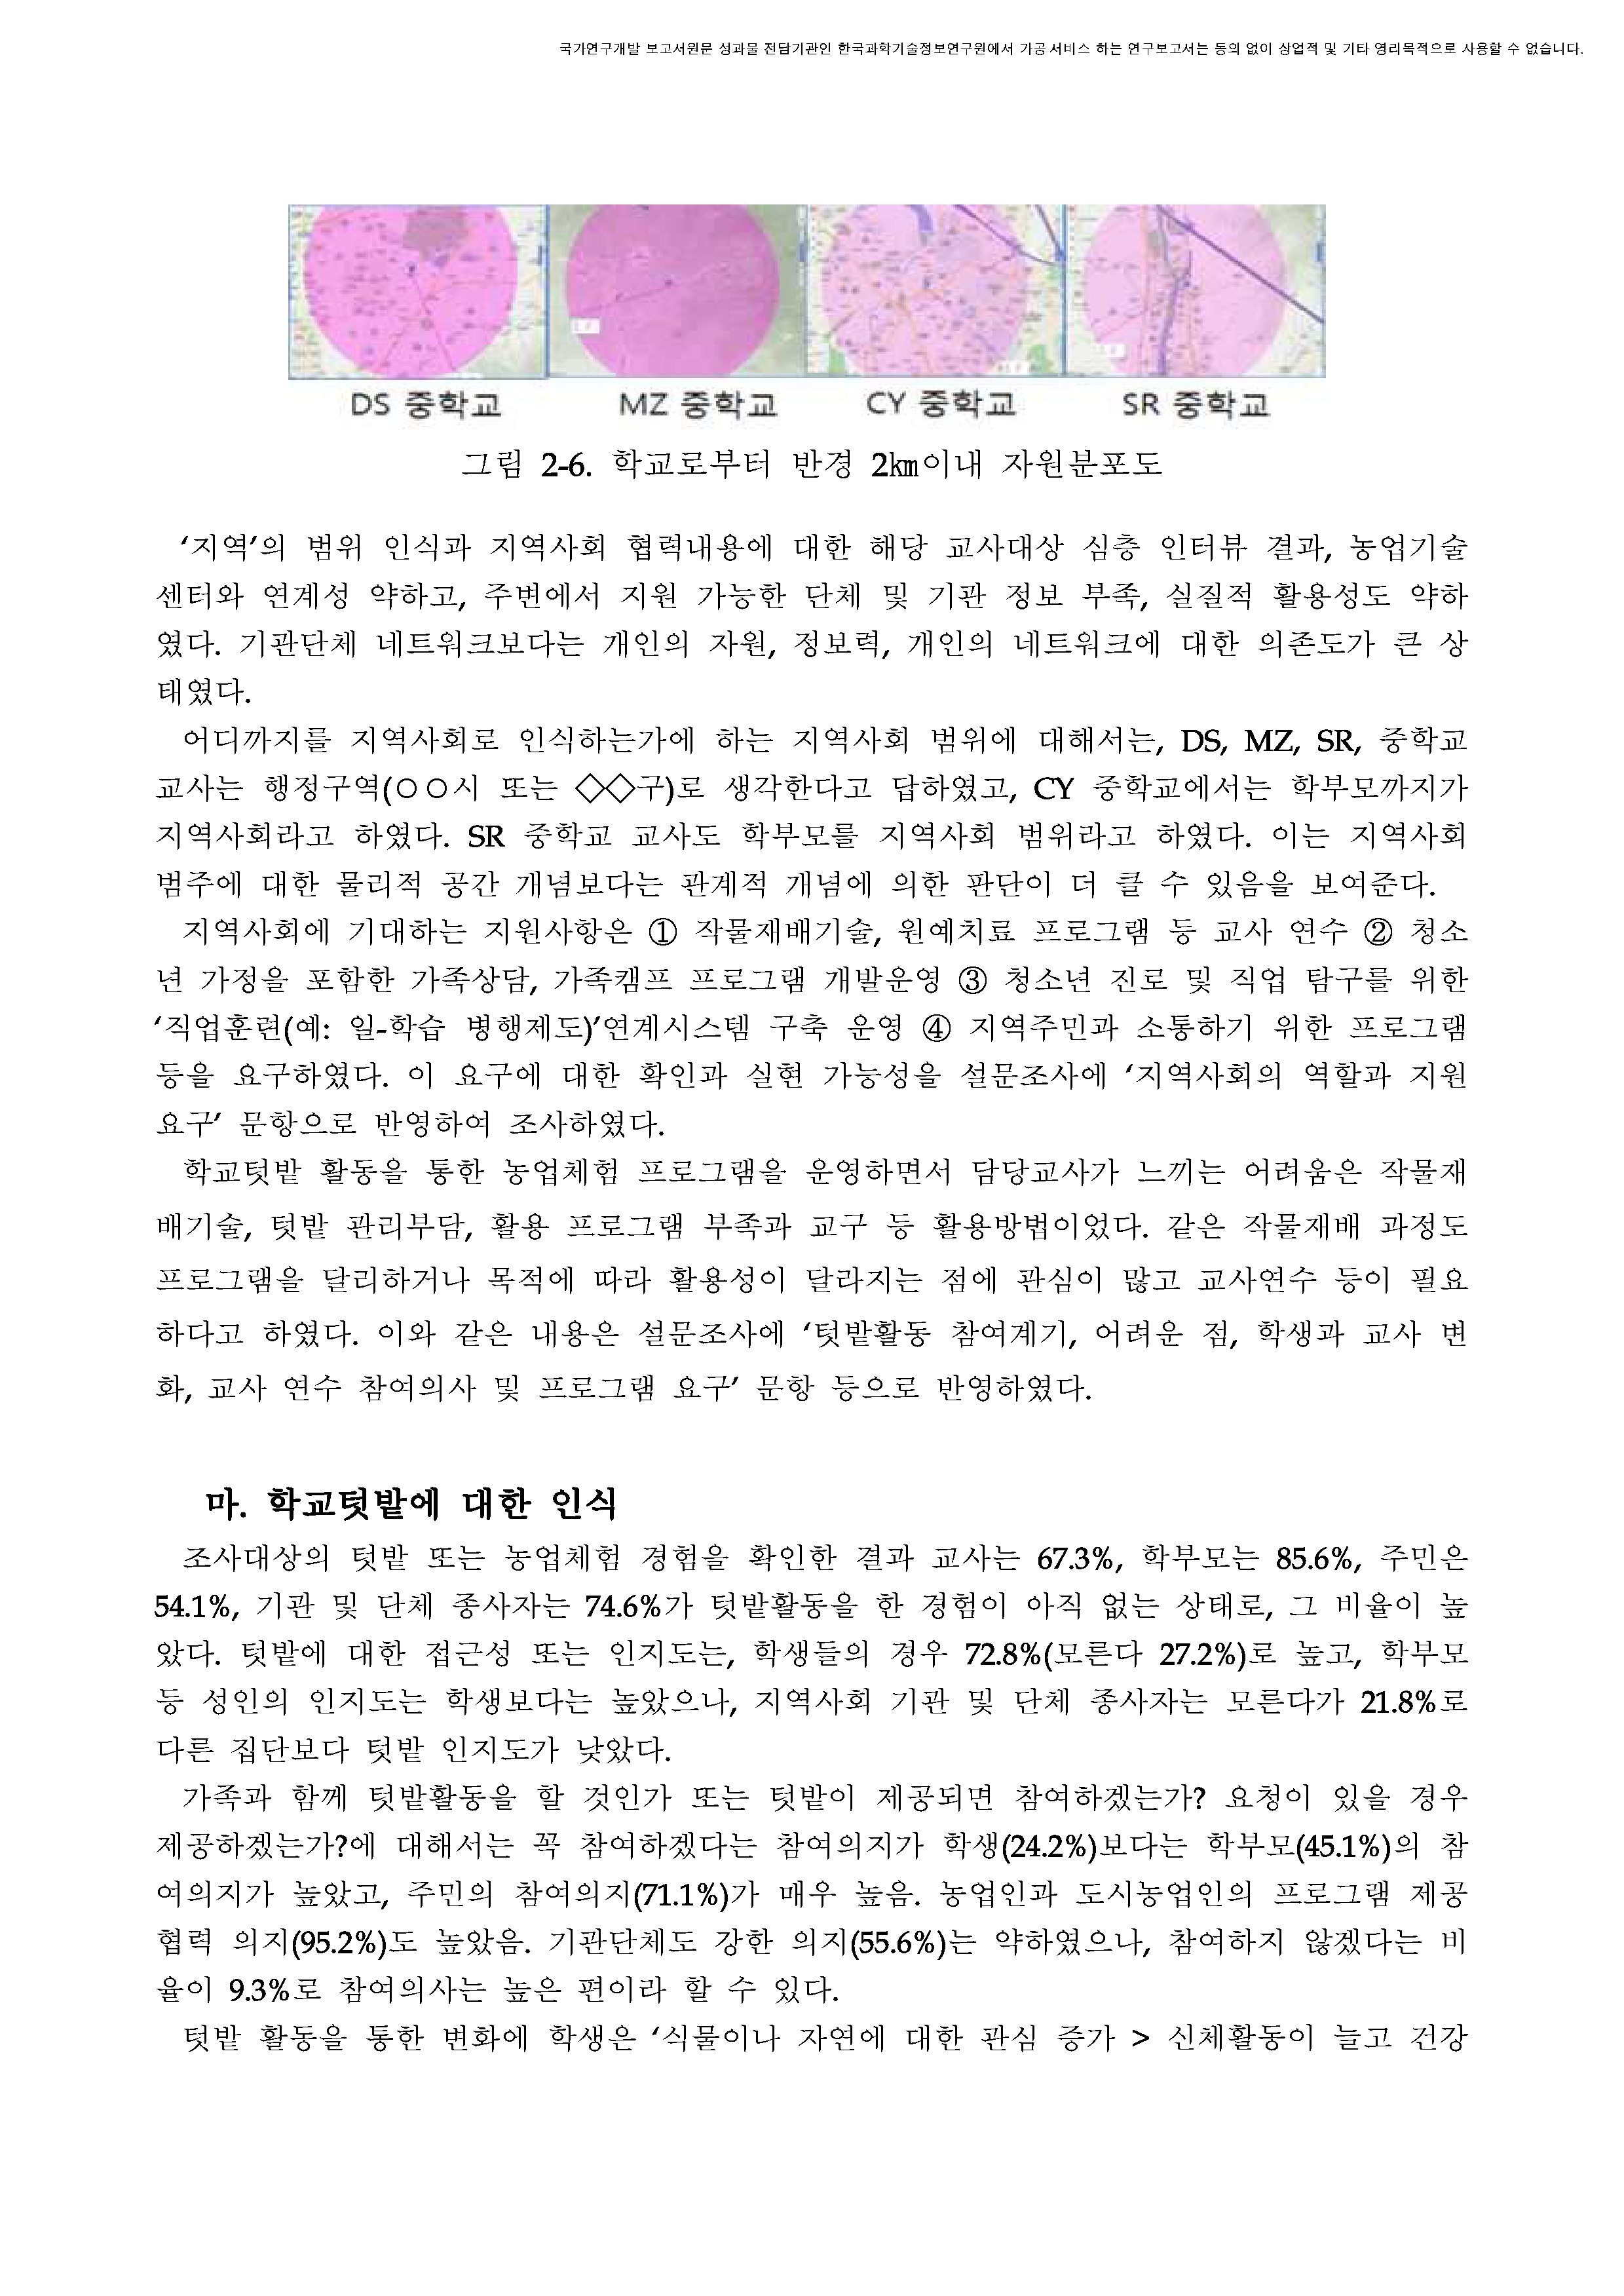 국가연구개발 보고서원문 성과물 전담기관인 한국과학기술정보연구원에서 가공·서비스 하는 연구보고서는 동의 없이 상업적 및 기타 영리목적으로 사용할 수 없습니다.
DS 중학교 MZ 중학교 CY 중학교 SR 중학교
그림 2-6. 학교로부터 반경 2㎞이내 자원분포도
‘지역’의 범위 인식과 지역사회 협력내용에 대한 해당 교사대상 심층 인터뷰 결과, 농업기술
센터와 연계성 약하고, 주변에서 지원 가능한 단체 및 기관 정보 부족, 실질적 활용성도 약하
였다. 기관단체 네트워크보다는 개인의 자원, 정보력, 개인의 네트워크에 대한 의존도가 큰 상
태였다.
어디까지를 지역사회로 인식하는가에 하는 지역사회 범위에 대해서는, DS, MZ, SR, 중학교
교사는 행정구역(○○시 또는 ◇◇구)로 생각한다고 답하였고, CY 중학교에서는 학부모까지가
지역사회라고 하였다. SR 중학교 교사도 학부모를 지역사회 범위라고 하였다. 이는 지역사회
범주에 대한 물리적 공간 개념보다는 관계적 개념에 의한 판단이 더 클 수 있음을 보여준다.
지역사회에 기대하는 지원사항은 ① 작물재배기술, 원예치료 프로그램 등 교사 연수 ② 청소
년 가정을 포함한 가족상담, 가족캠프 프로그램 개발운영 ③ 청소년 진로 및 직업 탐구를 위한
‘직업훈련(예: 일-학습 병행제도)’연계시스템 구축 운영 ④ 지역주민과 소통하기 위한 프로그램
등을 요구하였다. 이 요구에 대한 확인과 실현 가능성을 설문조사에 ‘지역사회의 역할과 지원
요구’ 문항으로 반영하여 조사하였다.
학교텃밭 활동을 통한 농업체험 프로그램을 운영하면서 담당교사가 느끼는 어려움은 작물재
배기술, 텃밭 관리부담, 활용 프로그램 부족과 교구 등 활용방법이었다. 같은 작물재배 과정도
프로그램을 달리하거나 목적에 따라 활용성이 달라지는 점에 관심이 많고 교사연수 등이 필요
하다고 하였다. 이와 같은 내용은 설문조사에 ‘텃밭활동 참여계기, 어려운 점, 학생과 교사 변
화, 교사 연수 참여의사 및 프로그램 요구’ 문항 등으로 반영하였다.
마. 학교텃밭에 대한 인식
조사대상의 텃밭 또는 농업체험 경험을 확인한 결과 교사는 67.3%, 학부모는 85.6%, 주민은
54.1%, 기관 및 단체 종사자는 74.6%가 텃밭활동을 한 경험이 아직 없는 상태로, 그 비율이 높
았다. 텃밭에 대한 접근성 또는 인지도는, 학생들의 경우 72.8%(모른다 27.2%)로 높고, 학부모
등 성인의 인지도는 학생보다는 높았으나, 지역사회 기관 및 단체 종사자는 모른다가 21.8%로
다른 집단보다 텃밭 인지도가 낮았다.
가족과 함께 텃밭활동을 할 것인가 또는 텃밭이 제공되면 참여하겠는가? 요청이 있을 경우
제공하겠는가?에 대해서는 꼭 참여하겠다는 참여의지가 학생(24.2%)보다는 학부모(45.1%)의 참
여의지가 높았고, 주민의 참여의지(71.1%)가 매우 높음. 농업인과 도시농업인의 프로그램 제공
협력 의지(95.2%)도 높았음. 기관단체도 강한 의지(55.6%)는 약하였으나, 참여하지 않겠다는 비
율이 9.3%로 참여의사는 높은 편이라 할 수 있다.
텃밭 활동을 통한 변화에 학생은 ‘식물이나 자연에 대한 관심 증가 > 신체활동이 늘고 건강